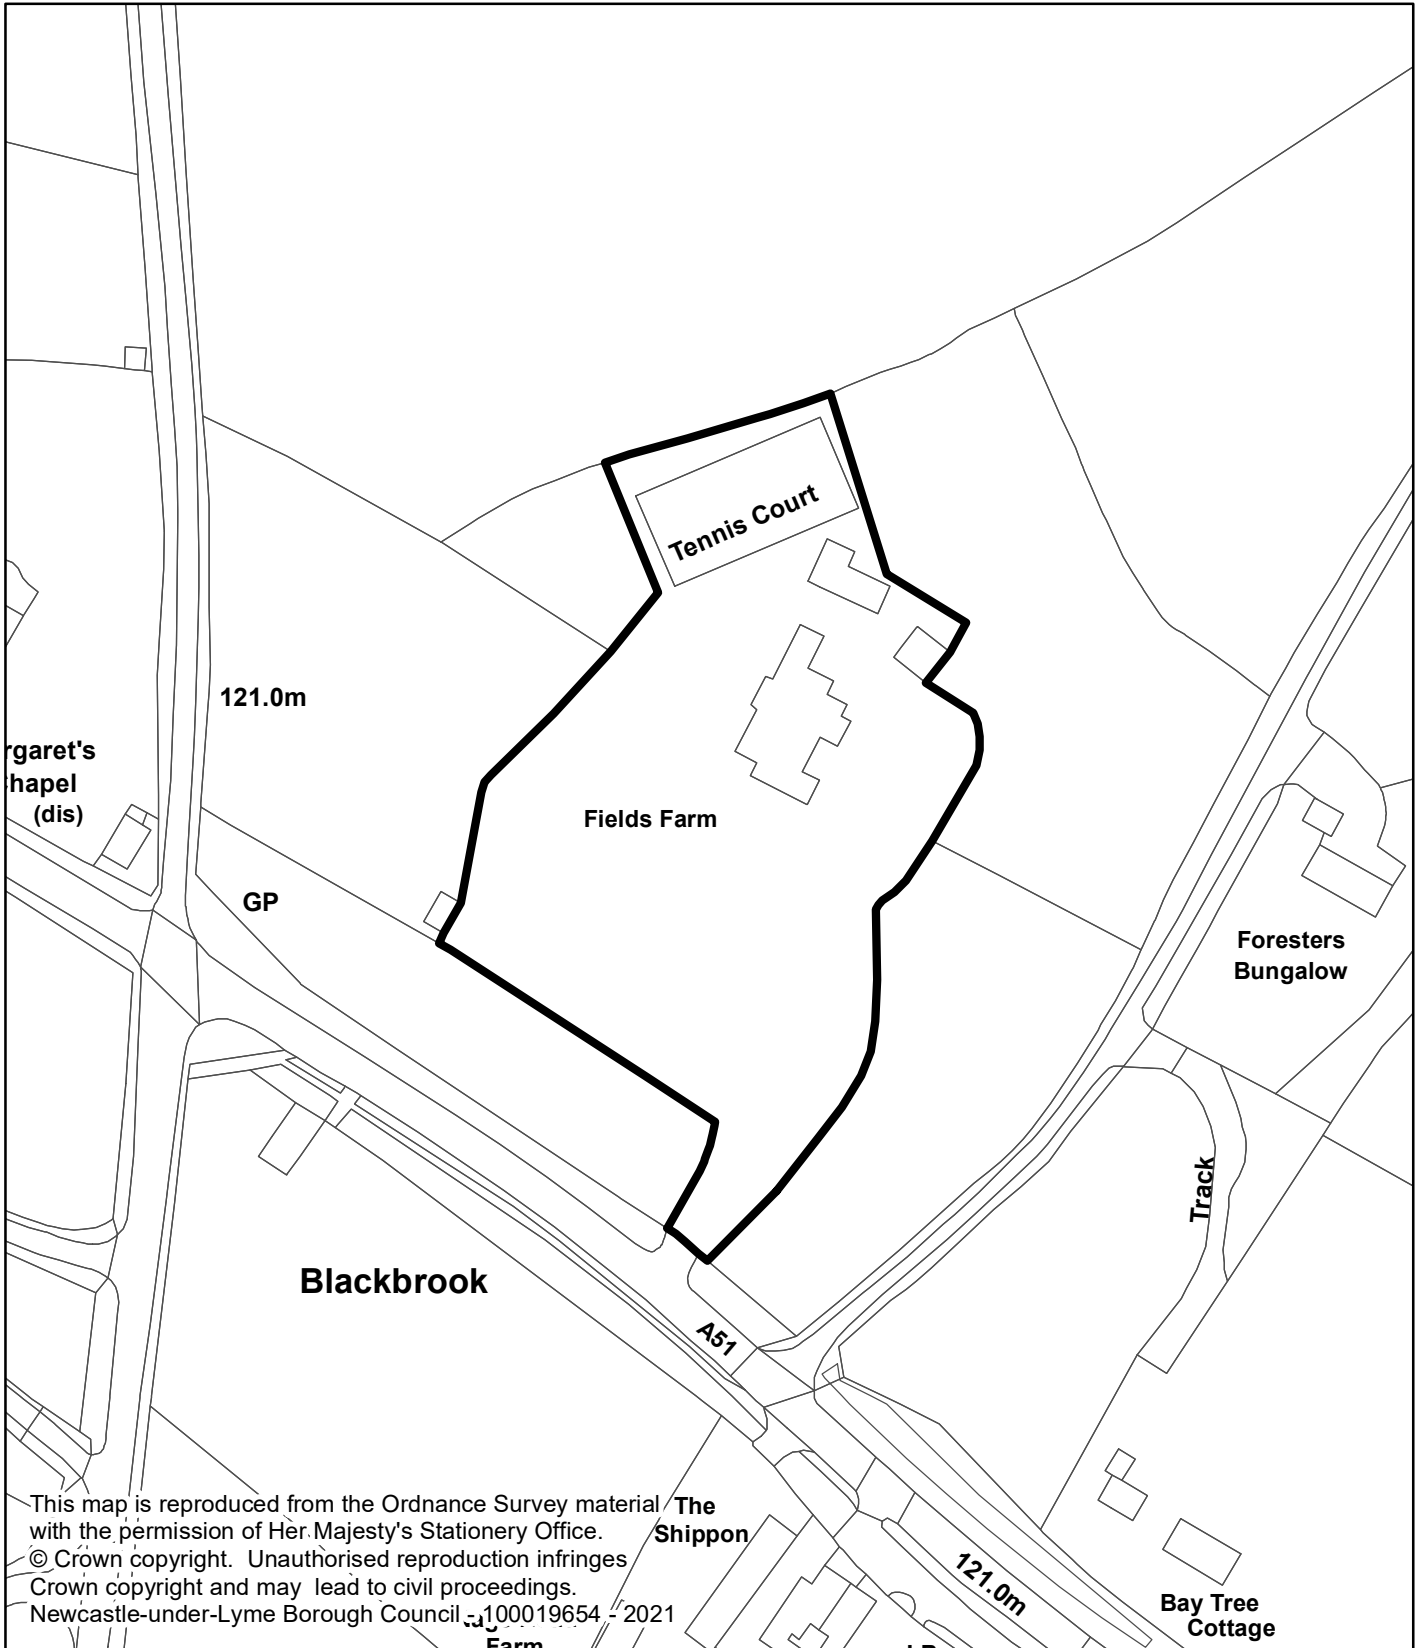 Tennis Court
121.0m
rgaret's
hapel
(dis)
Fields Farm
GP
Foresters
Bungalow
Track
Blackbrook
A51
This map is reproduced from the Ordnance Survey material
with the permission of Her Majesty's Stationery Office.
© Crown copyright. Unauthorised reproduction infringes
Crown copyright and may lead to civil proceedings.
Newcastle-under-Lyme Borough Council - 100019654 - 2021
The
Shippon
121.0m
Bay Tree
Cottage
Farm